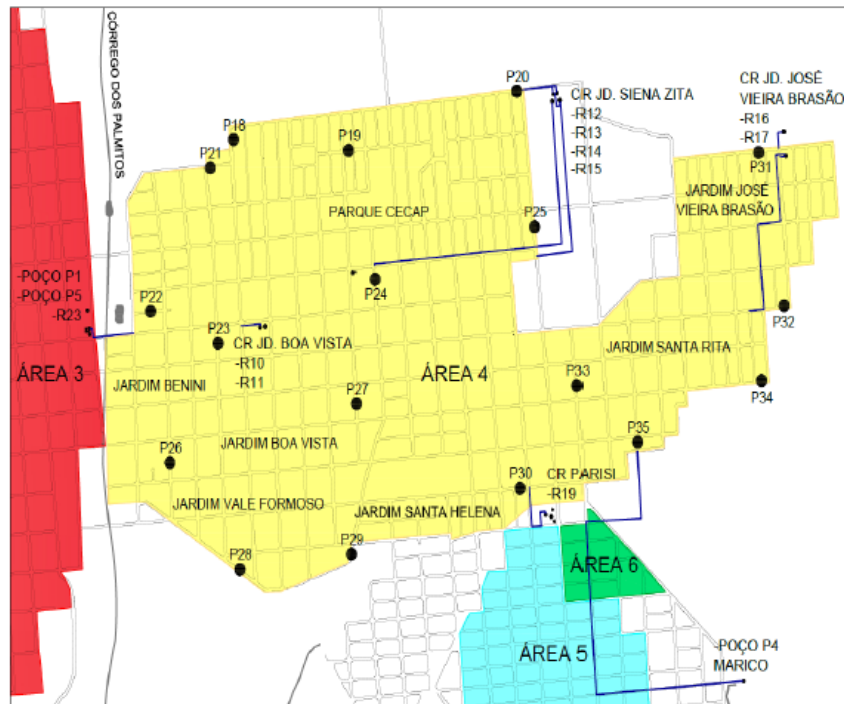 CÓRREGO DOS PALMITOS
P20
CR JD. SIENA ZITA
-R12
-R13
-R14
-R15
CR JD. JOSÉ
VIEIRA BRASÃO
-R16
-R17
P18
P19
P21
P31
JARDIM JOSÉ
VIEIRA BRASÃO
PARQUE CECAP
P25
-POÇO P1
-POÇO P5
-R23
P24
P22
P23
CR JD. BOA VISTA
-R10
-R11
P32
JARDIM SANTA RITA
ÁREA 3
JARDIM BENINI
ÁREA 4
P33
P34
P27
JARDIM BOA VISTA
P35
P26
P30
CR PARISI
-R19
JARDIM VALE FORMOSO
JARDIM SANTA HELENA
P29
P28
ÁREA 6
ÁREA 5
-POÇO P4
MARICO